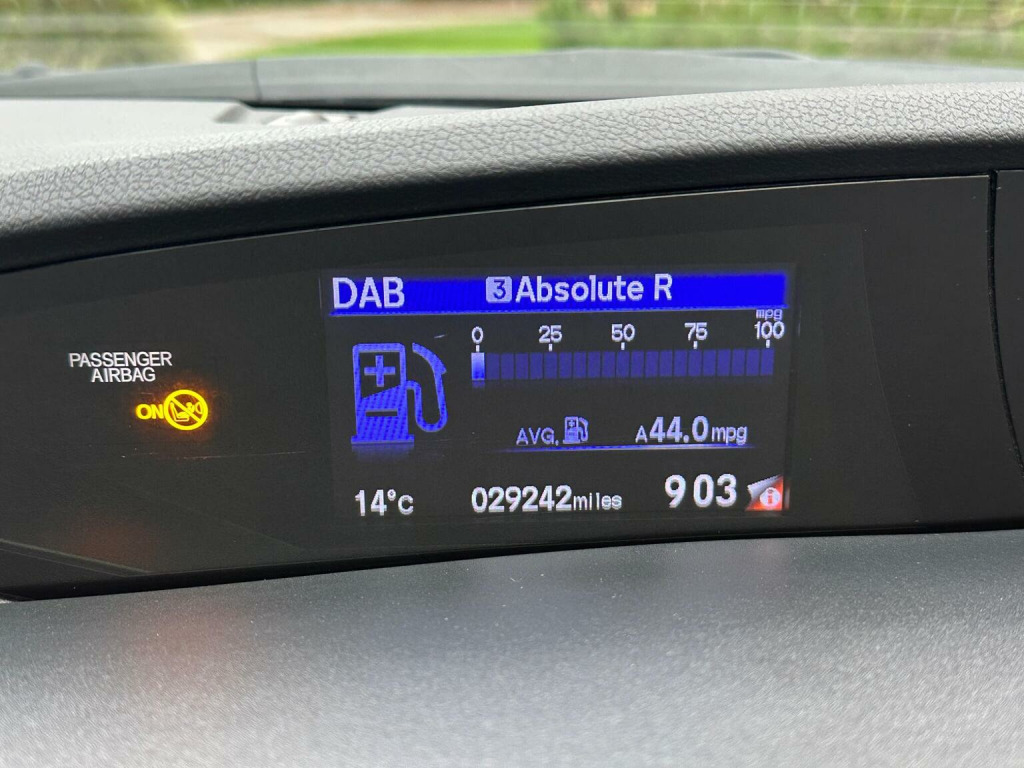 DAB 3 Absolute R
mpg
0 25 50 75 100
PASSENGER
AIRBAG
ON
AVG. A44.0mpg
14°C 029242miles 903 i